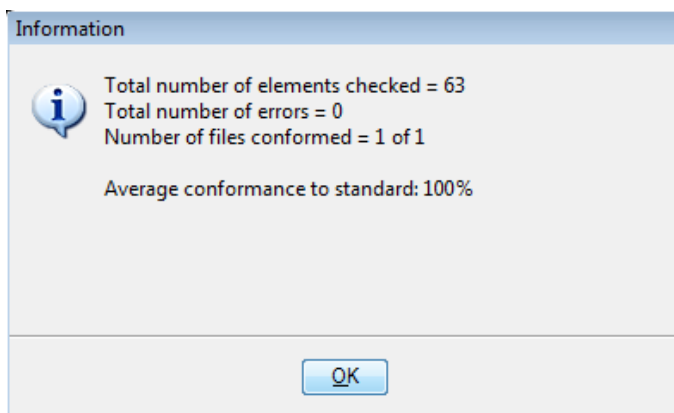 Information
Total number of elements checked = 63
Total number of errors = 0
Number of files conformed = 1 of 1
Average conformance to standard: 100%
OK